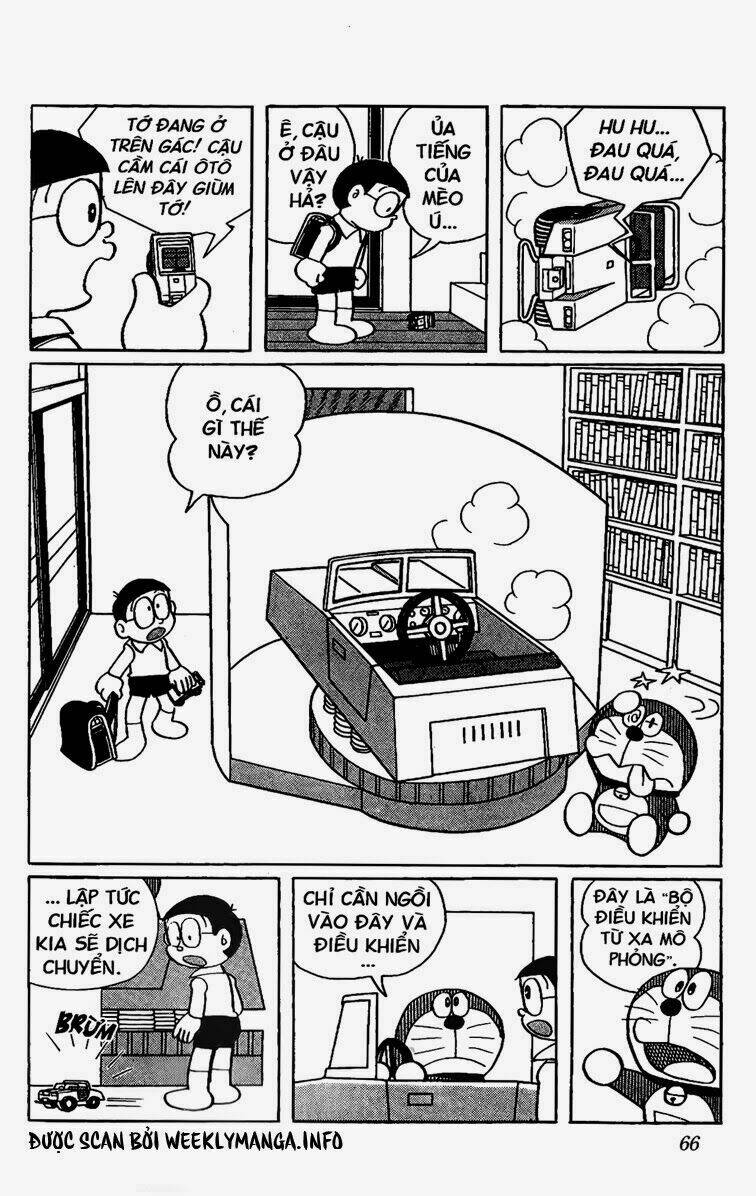 HU HU...
ĐAU QUÁ,
ĐAU QUÁ...
ỦA
TIẾNG
CỦA
MÈO
Ú...
Ê, CẬU
Ở ĐÂU
VẬY
HẢ?
TỚ ĐANG Ở
TRÊN GÁC! CẬU
CẦM CÁI ÔTÔ
LÊN ĐÂY GIÙM
TỚ!
Ồ, CÁI
GÌ THẾ
NÀY?
ĐÂY LÀ "BỘ
ĐIỀU KHIỂN
TỪ XA MÔ
PHỎNG".
CHỈ CẦN NGỒI
VÀO ĐÂY VÀ
ĐIỀU KHIỂN
...
... LẬP TỨC
CHIẾC XE
KIA SẼ DỊCH
CHUYỂN.
BRỪM
ĐƯỢC SCAN BỞI WEEKLYMANGA.INFO
66